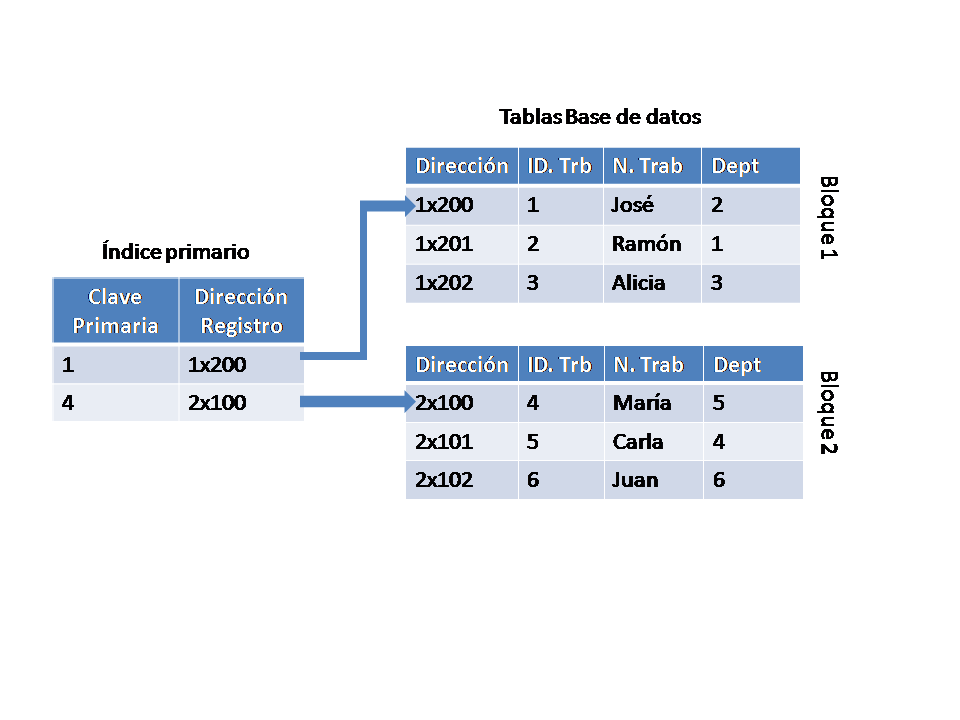 Tablas Base de datos
Dirección ID. Trb N. Trab Dept
1x200 1 José 2
1x201 2 Ramón 1
1x202 3 Alicia 3
Bloque 1
Índice primario
Clave Primaria Dirección Registro
1 1x200
4 2x100
Dirección ID. Trb N. Trab Dept
2x100 4 María 5
2x101 5 Carla 4
2x102 6 Juan 6
Bloque 2